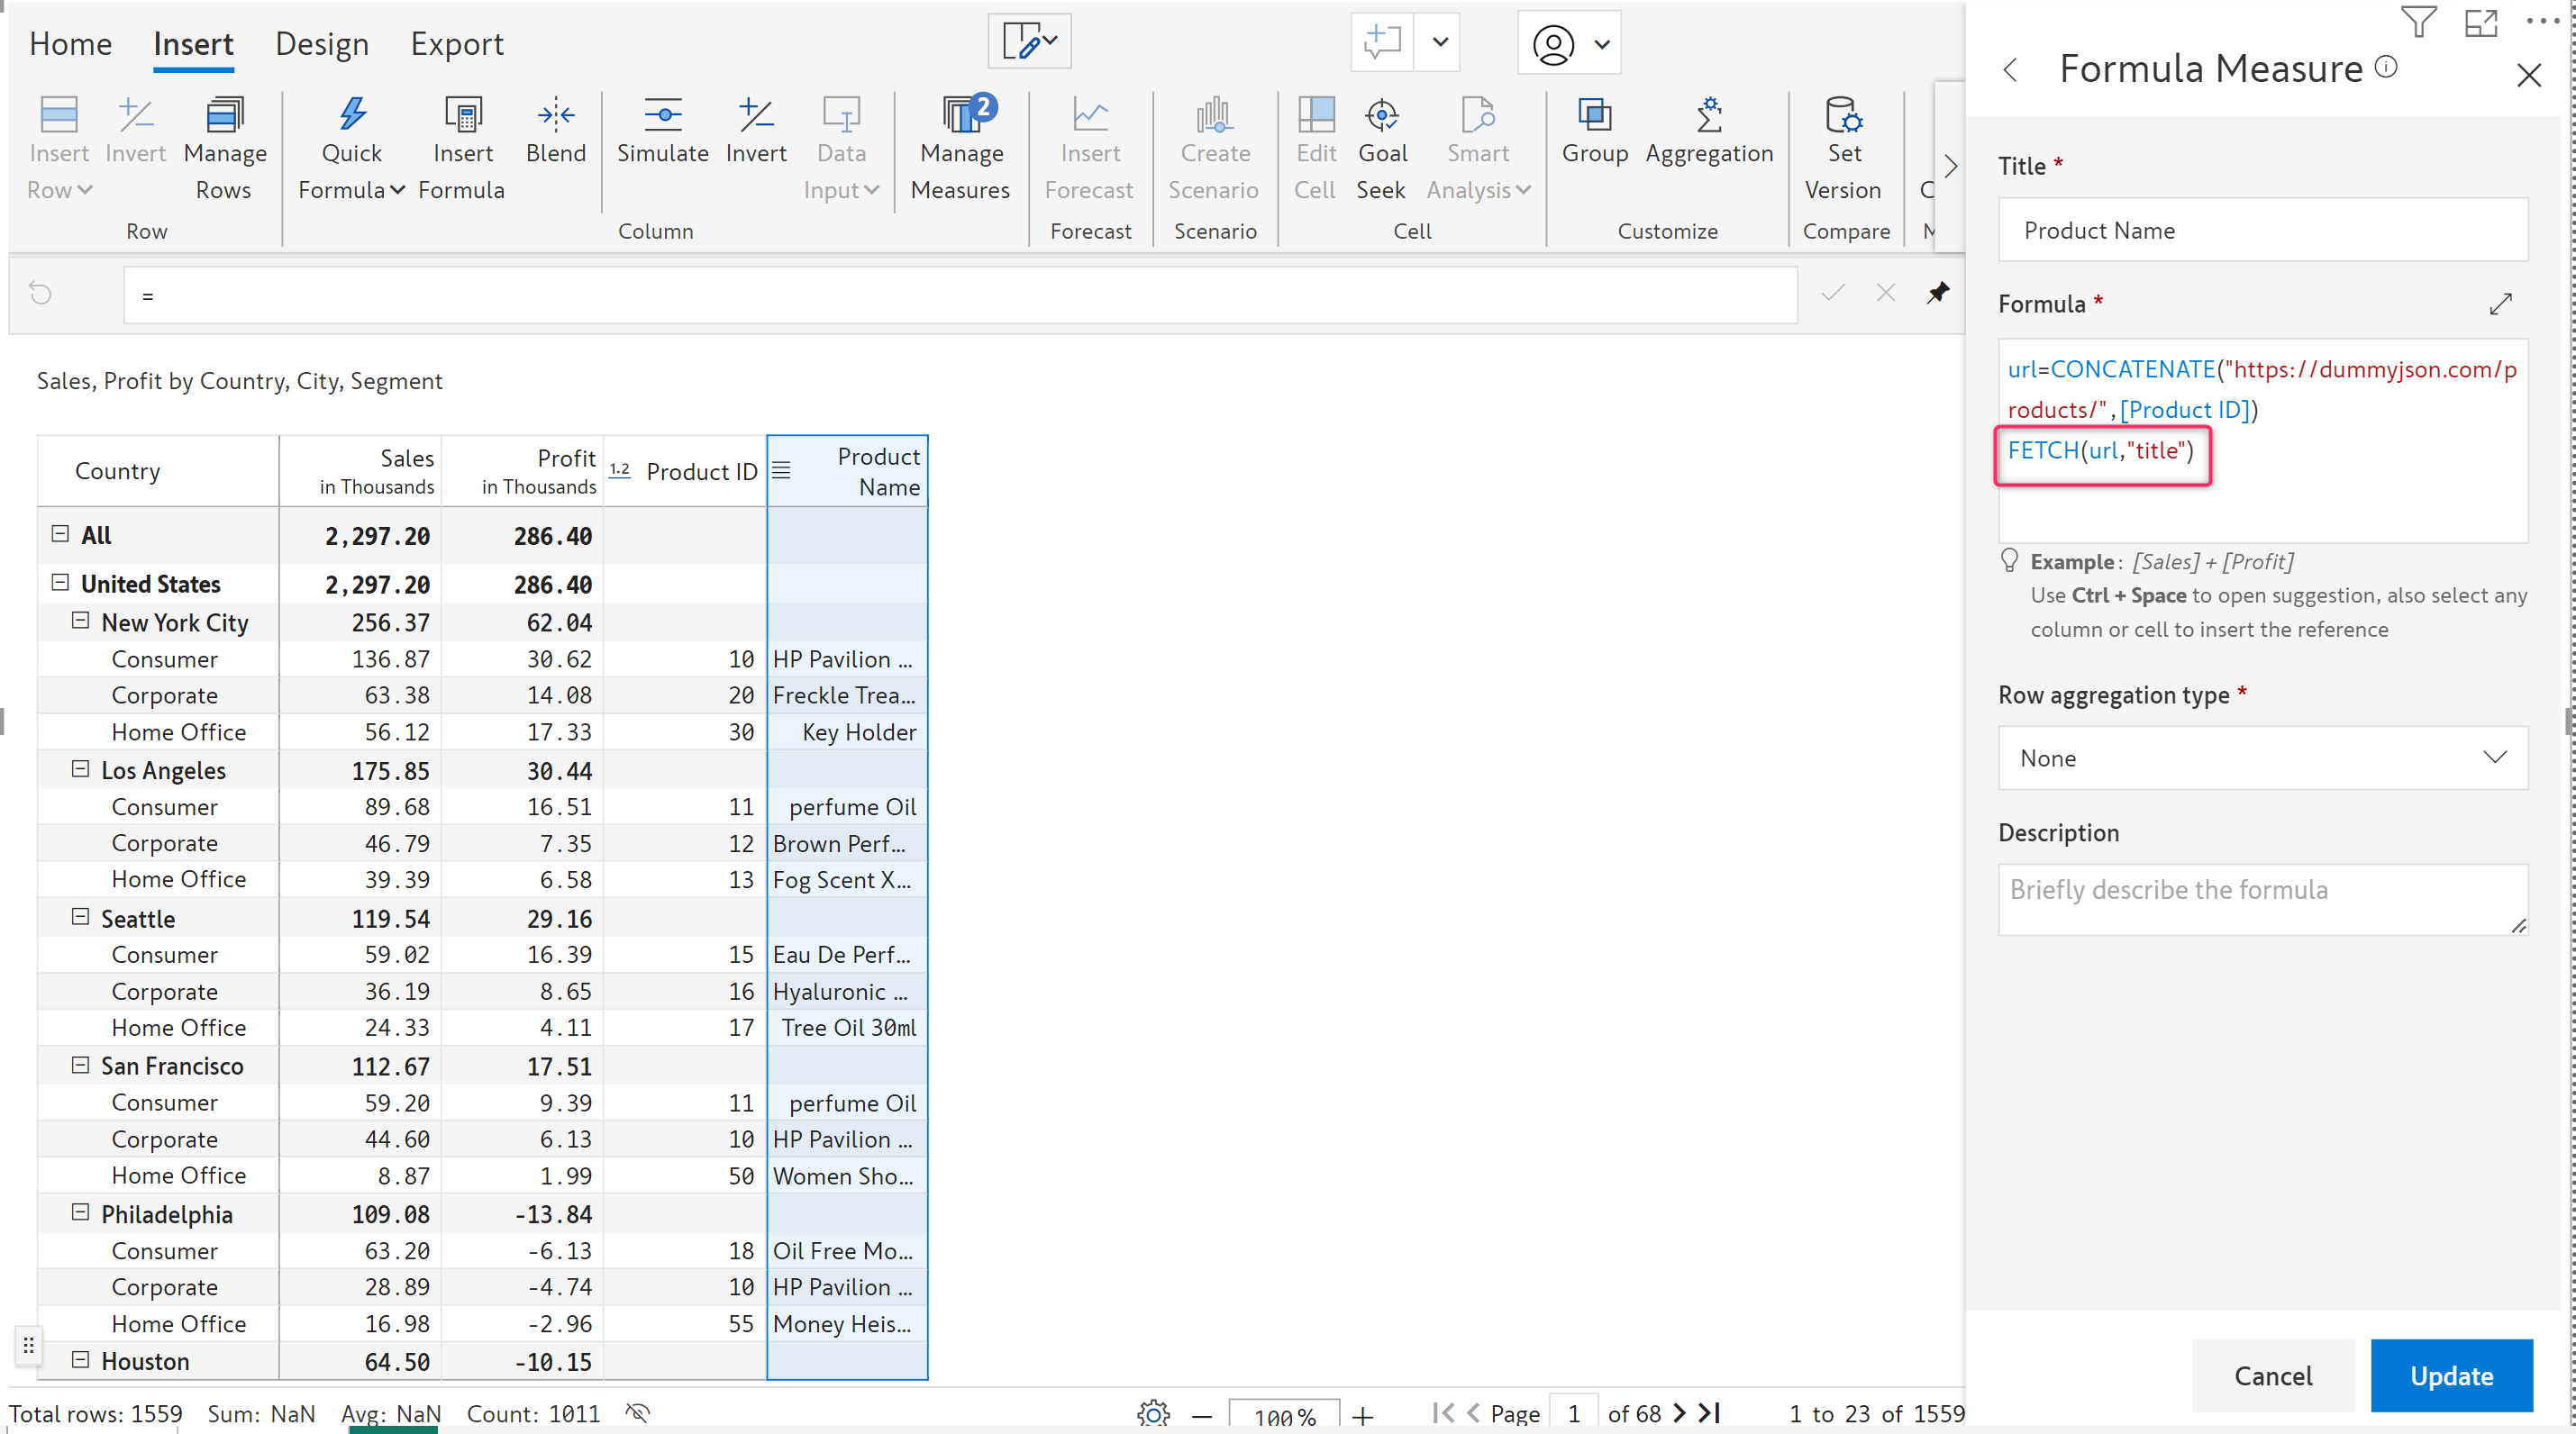 Home Insert Design Export
Insert Row
Invert
Manage Rows
Row
Quick Formula
Insert Formula
Blend
Simulate
Invert
Data Input
Column
2
Manage Measures
Insert Forecast
Forecast
Create Scenario
Scenario
Edit Cell
Goal Seek
Smart Analysis
Cell
Group
Aggregation
Customize
Set Version
Compare
=
Sales, Profit by Country, City, Segment
Country Sales in Thousands Profit in Thousands 1.2 Product ID Product Name
All 2,297.20 286.40
United States 2,297.20 286.40
New York City 256.37 62.04
Consumer 136.87 30.62 10 HP Pavilion ...
Corporate 63.38 14.08 20 Freckle Trea...
Home Office 56.12 17.33 30 Key Holder
Los Angeles 175.85 30.44
Consumer 89.68 16.51 11 perfume Oil
Corporate 46.79 7.35 12 Brown Perf...
Home Office 39.39 6.58 13 Fog Scent X...
Seattle 119.54 29.16
Consumer 59.02 16.39 15 Eau De Perf...
Corporate 36.19 8.65 16 Hyaluronic ...
Home Office 24.33 4.11 17 Tree Oil 30ml
San Francisco 112.67 17.51
Consumer 59.20 9.39 11 perfume Oil
Corporate 44.60 6.13 10 HP Pavilion ...
Home Office 8.87 1.99 50 Women Sho...
Philadelphia 109.08 -13.84
Consumer 63.20 -6.13 18 Oil Free Mo...
Corporate 28.89 -4.74 10 HP Pavilion ...
Home Office 16.98 -2.96 55 Money Heis...
Houston 64.50 -10.15
Total rows: 1559 Sum: NaN Avg: NaN Count: 1011
100 %
Page 1 of 68
1 to 23 of 1559
Formula Measure
Title *
Product Name
Formula *
url=CONCATENATE("https://dummyjson.com/p
roducts/",[Product ID])
FETCH(url,"title")
Example: [Sales] + [Profit]
Use Ctrl + Space to open suggestion, also select any
column or cell to insert the reference
Row aggregation type *
None
Description
Briefly describe the formula
Cancel Update